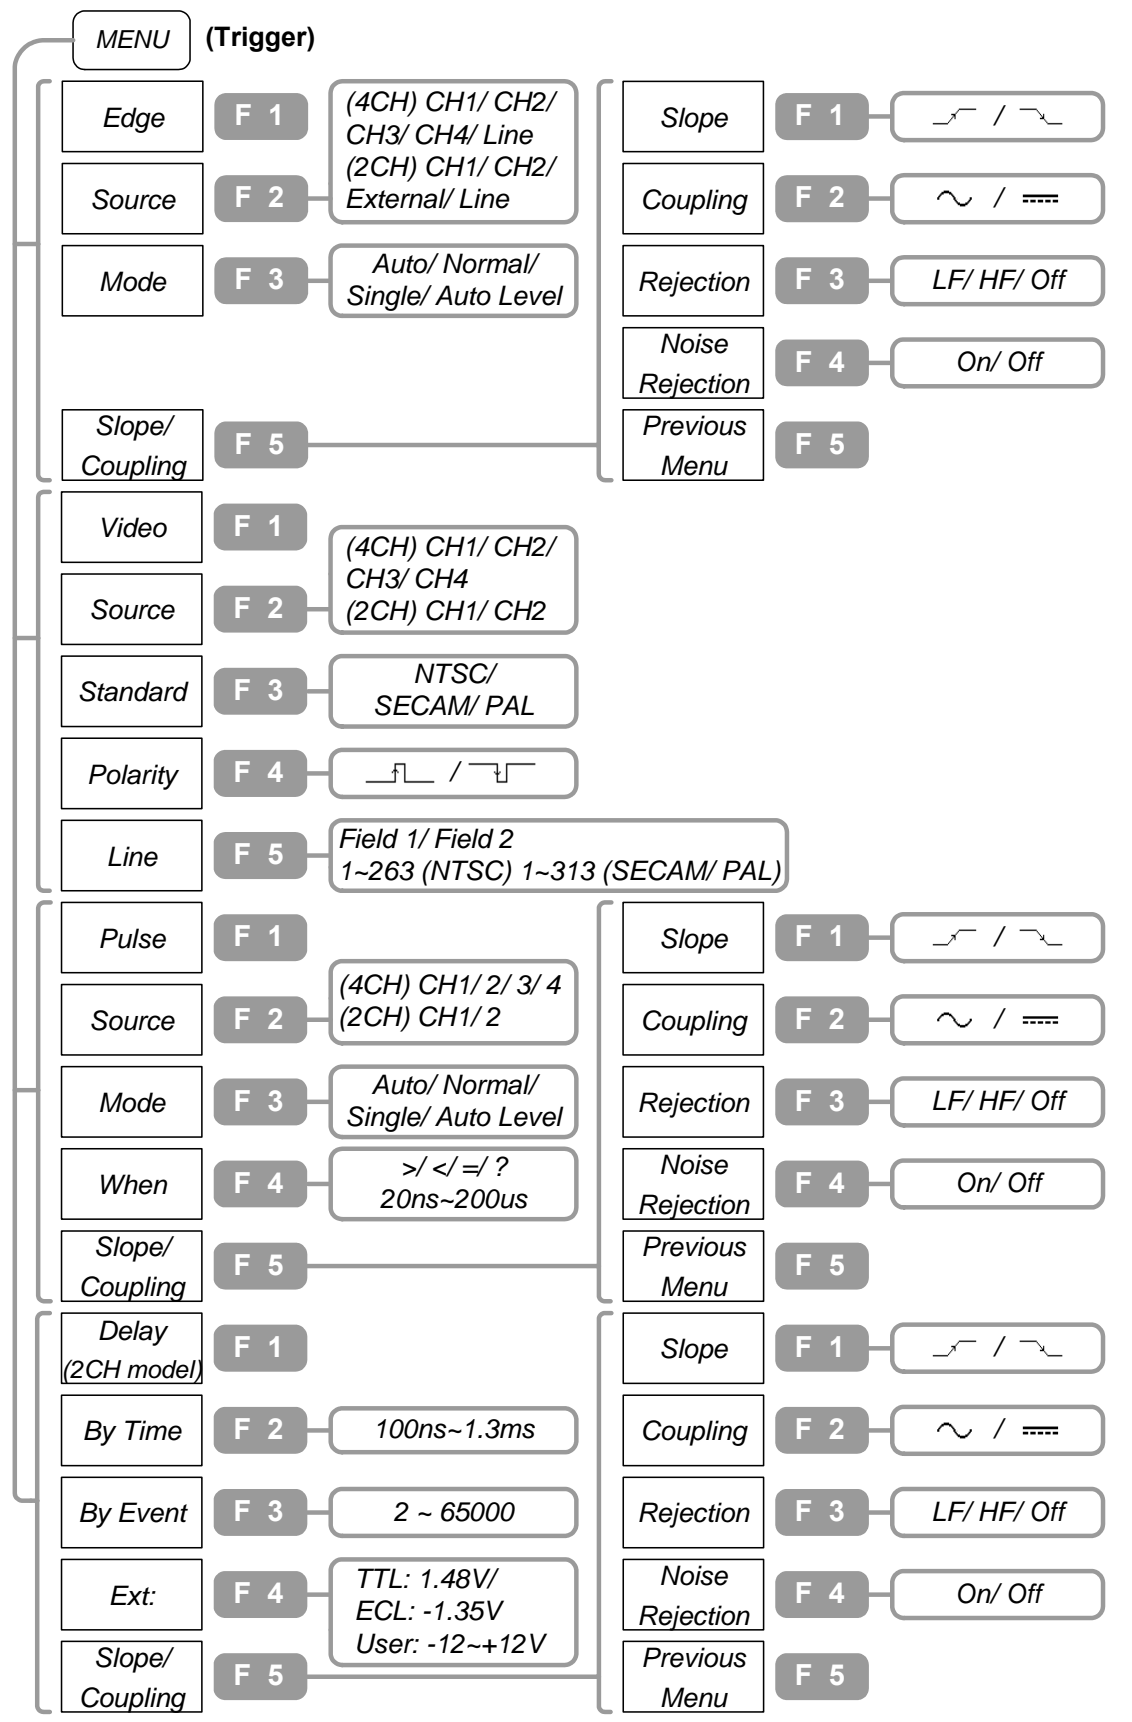 MENU (Trigger)
Edge F 1
(4CH) CH1/ CH2/
CH3/ CH4/ Line
(2CH) CH1/ CH2/
External/ Line
Source F 2
Mode F 3
Auto/ Normal/
Single/ Auto Level
Slope/
Coupling
F 5
Slope F 1 /
Coupling F 2 /
Rejection F 3 LF/ HF/ Off
Noise
Rejection
F 4 On/ Off
Previous
Menu
F 5
Video F 1
Source F 2
(4CH) CH1/ CH2/
CH3/ CH4
(2CH) CH1/ CH2
Standard F 3
NTSC/
SECAM/ PAL
Polarity F 4 /
Line F 5
Field 1/ Field 2
1~263 (NTSC) 1~313 (SECAM/ PAL)
Pulse F 1
Source F 2
(4CH) CH1/ 2/ 3/ 4
(2CH) CH1/ 2
Mode F 3
Auto/ Normal/
Single/ Auto Level
When F 4
>/ </ =/ ?
20ns~200us
Slope/
Coupling
F 5
Slope F 1 /
Coupling F 2 /
Rejection F 3 LF/ HF/ Off
Noise
Rejection
F 4 On/ Off
Previous
Menu
F 5
Delay
(2CH model)
F 1
By Time F 2 100ns~1.3ms
By Event F 3 2 ~ 65000
Ext: F 4
TTL: 1.48V/
ECL: -1.35V
User: -12~+12V
Slope/
Coupling
F 5
Slope F 1 /
Coupling F 2 /
Rejection F 3 LF/ HF/ Off
Noise
Rejection
F 4 On/ Off
Previous
Menu
F 5